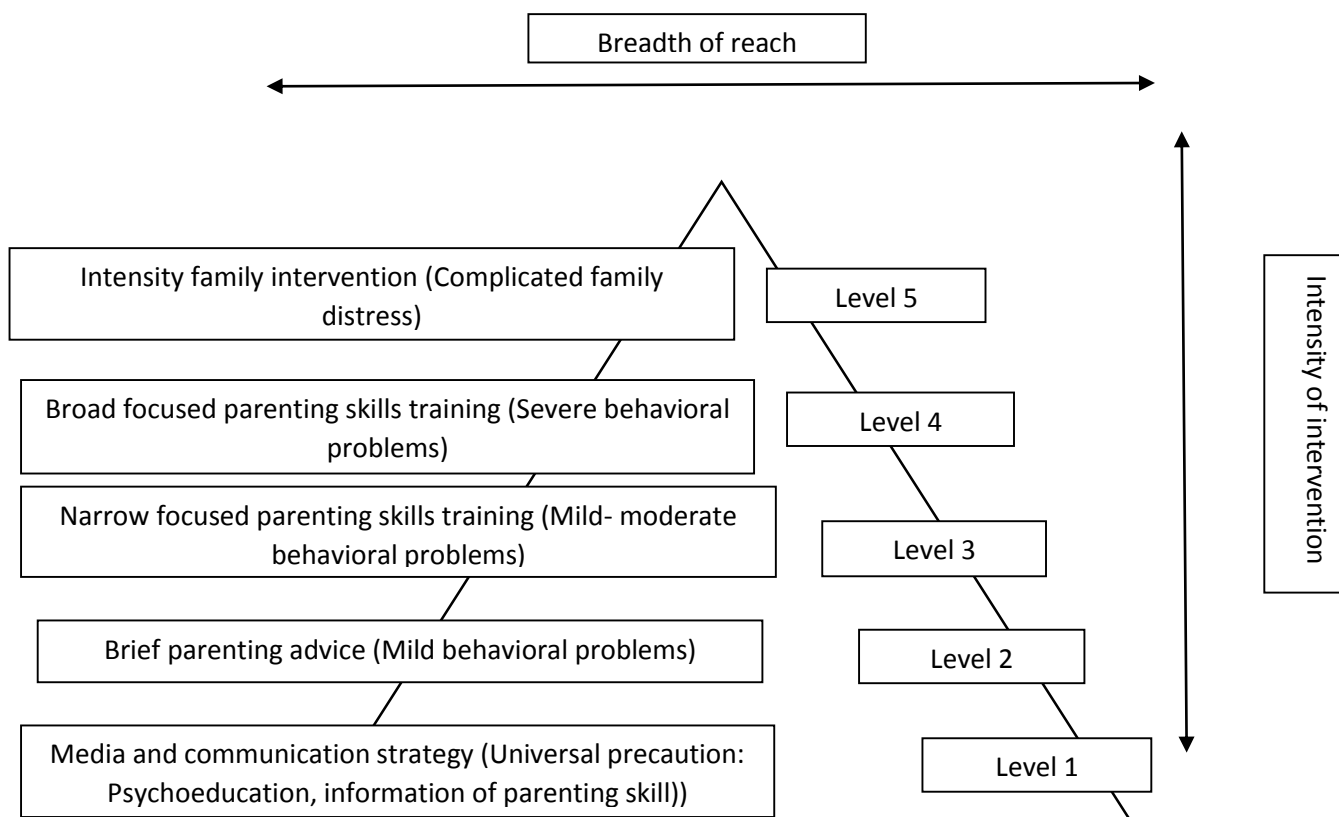 Breadth of reach
Intensity family intervention (Complicated family
distress)
Level 5
Broad focused parenting skills training (Severe behavioral
problems)
Level 4
Narrow focused parenting skills training (Mild- moderate
behavioral problems)
Level 3
Brief parenting advice (Mild behavioral problems)
Level 2
Media and communication strategy (Universal precaution:
Psychoeducation, information of parenting skill))
Level 1
Intensity of intervention